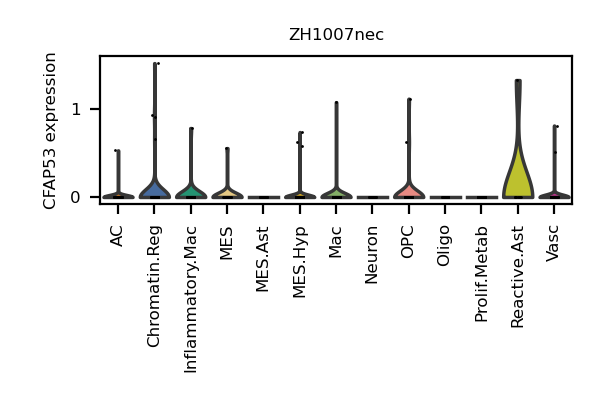 ZH1007nec
CFAP53 expression
1
0
AC
Chromatin.Reg
Inflammatory.Mac
MES
MES.Ast
MES.Hyp
Mac
Neuron
OPC
Oligo
Prolif.Metab
Reactive.Ast
Vasc